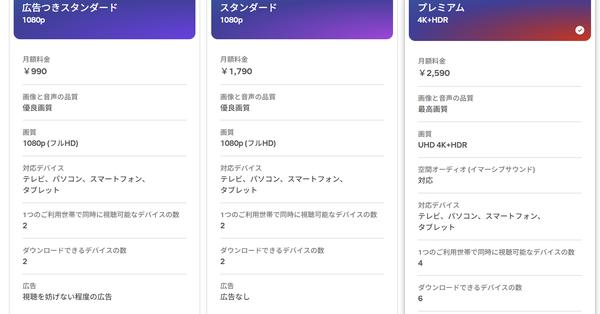 広告つきスタンダード
1080p
月額料金
￥990
画像と音声の品質
優良画質
画質
1080p (フルHD)
対応デバイス
テレビ、パソコン、スマートフォン、
タブレット
1つのご利用世帯で同時に視聴可能なデバイスの数
2
ダウンロードできるデバイスの数
2
広告
視聴を妨げない程度の広告
スタンダード
1080p
月額料金
￥1,790
画像と音声の品質
優良画質
画質
1080p (フルHD)
対応デバイス
テレビ、パソコン、スマートフォン、
タブレット
1つのご利用世帯で同時に視聴可能なデバイスの数
2
ダウンロードできるデバイスの数
2
広告
広告なし
プレミアム
4K+HDR
月額料金
￥2,590
画像と音声の品質
最高画質
画質
UHD 4K+HDR
空間オーディオ (イマーシブサウンド)
対応
対応デバイス
テレビ、パソコン、スマートフォン、
タブレット
1つのご利用世帯で同時に視聴可能なデバイスの数
4
ダウンロードできるデバイスの数
6